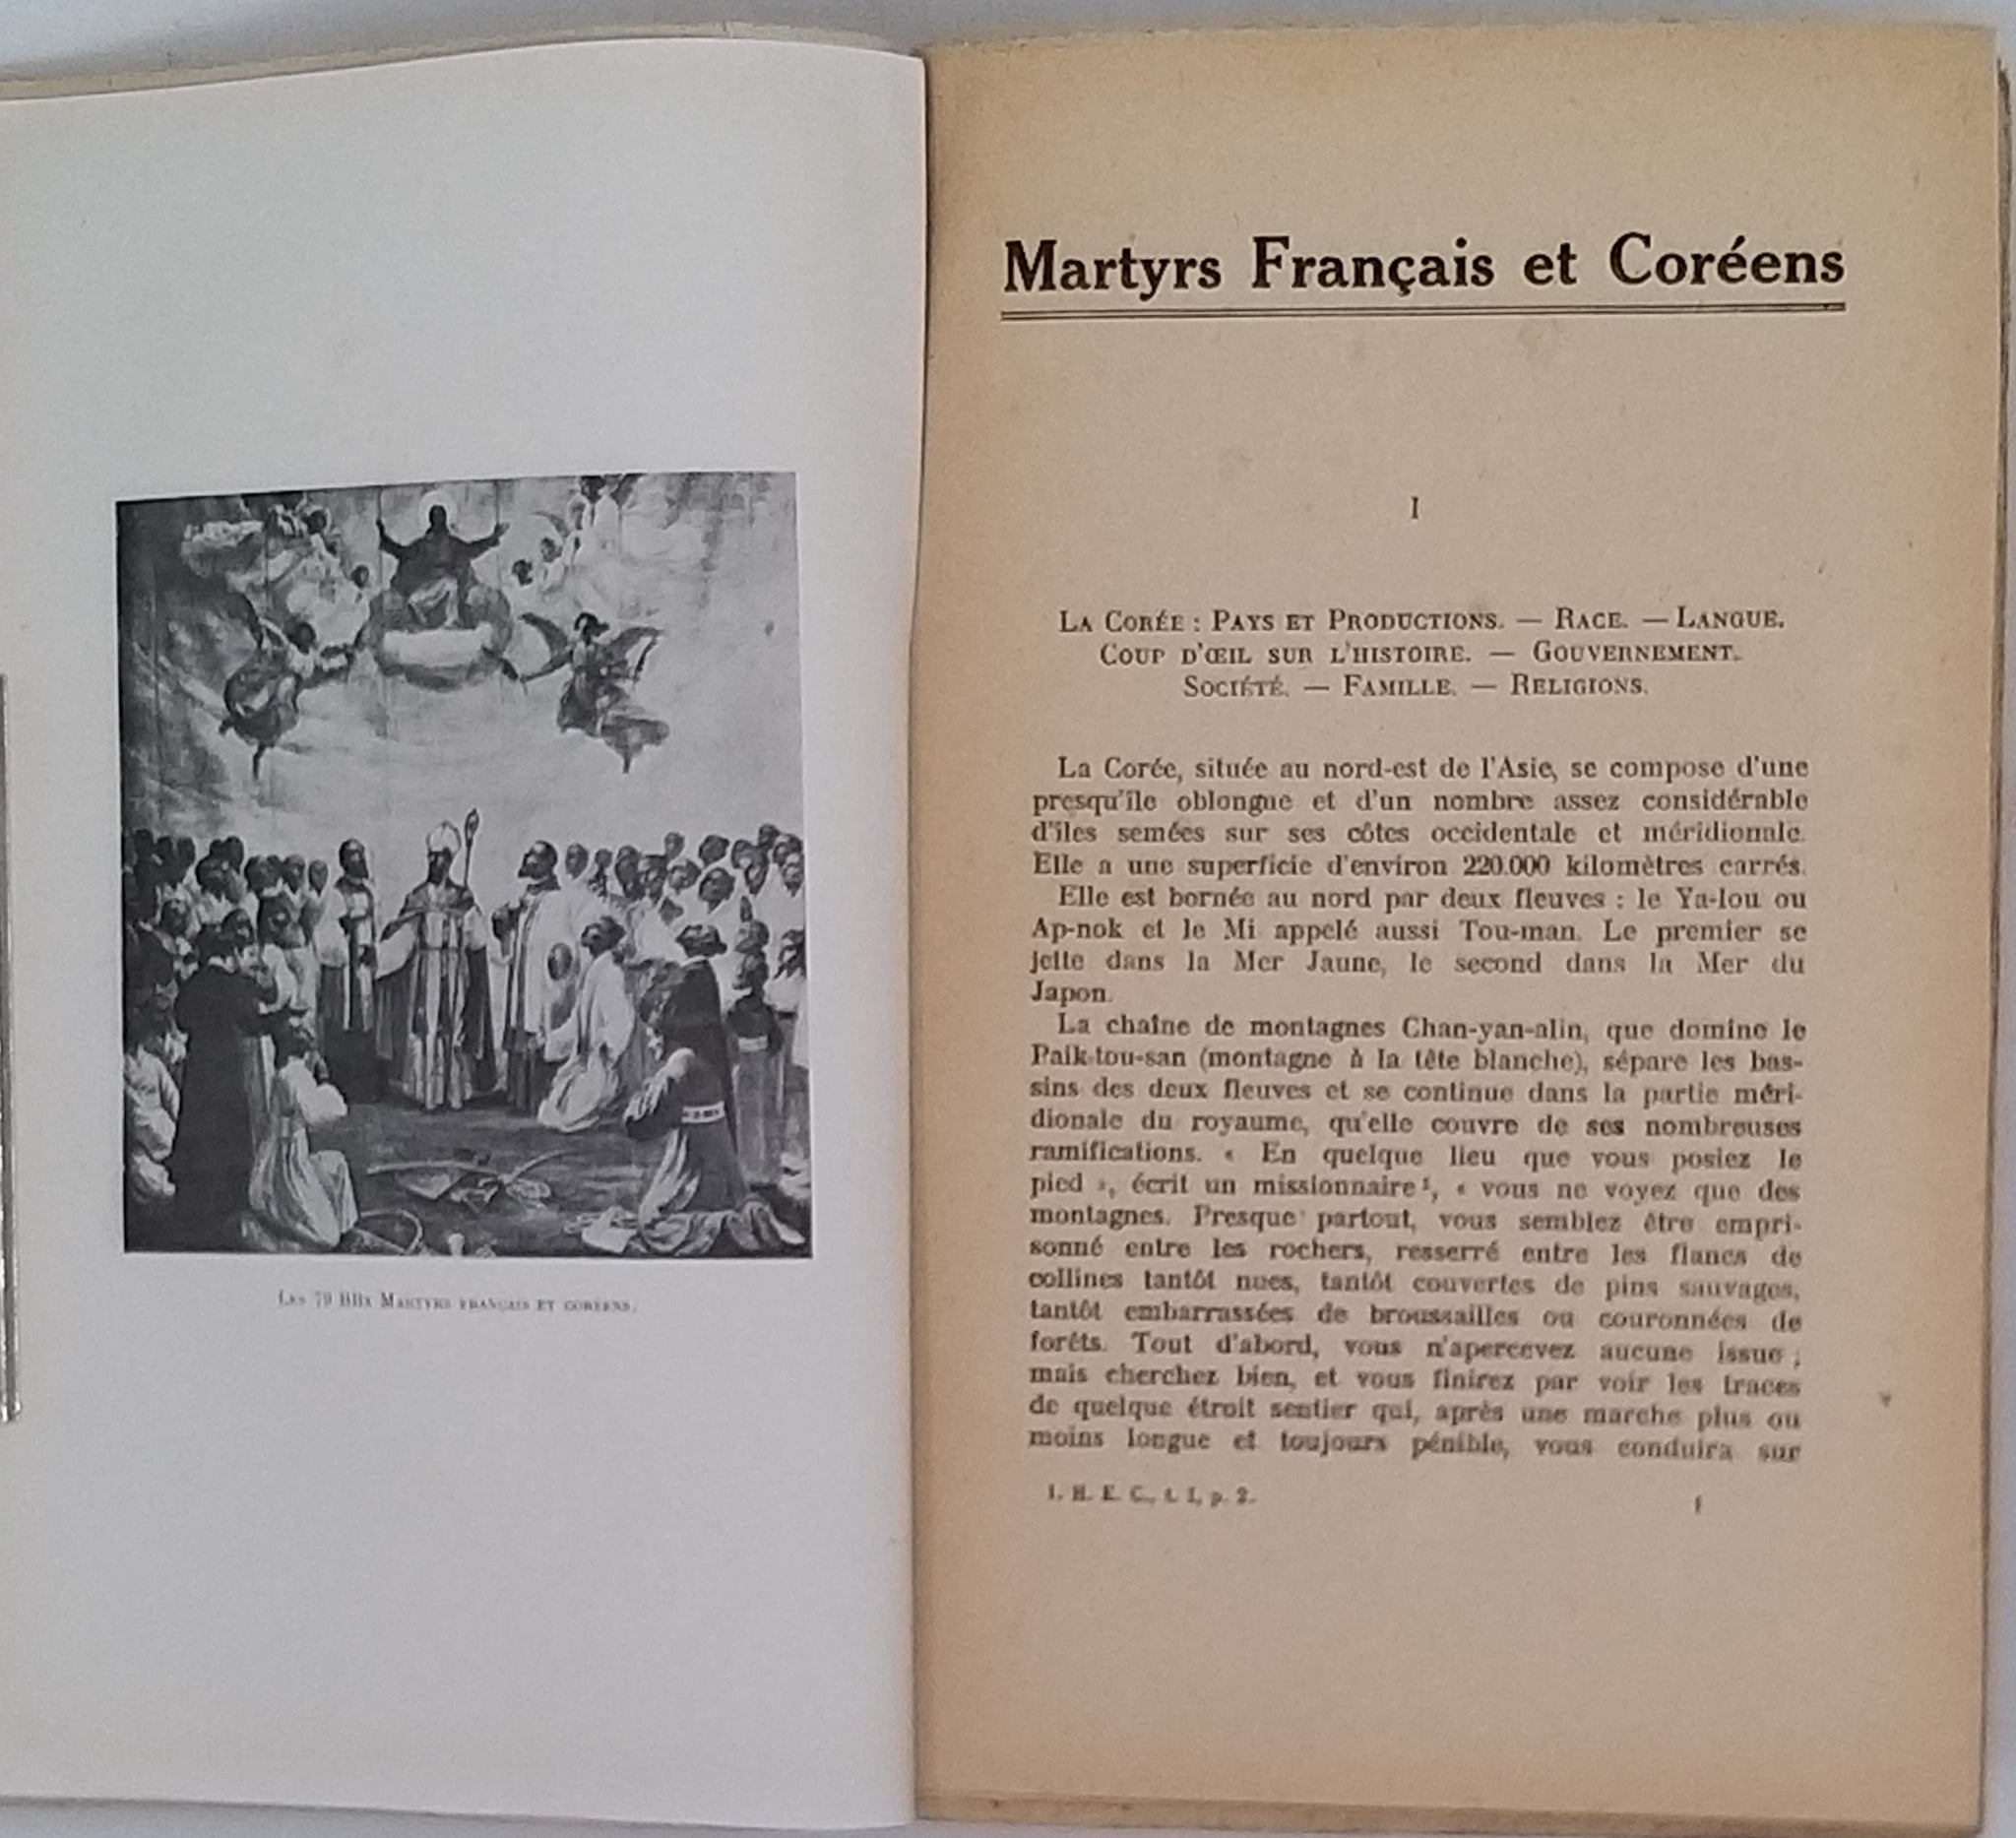 Les 79 BHx Martyrs français et coréens.
Martyrs Français et Coréens
I
La Corée : Pays et Productions. — Race. — Langue.
Coup d'œil sur l'histoire. — Gouvernement.
Société. — Famille. — Religions.
La Corée, située au nord-est de l'Asie, se compose d'une
presqu'île oblongue et d'un nombre assez considérable
d'îles semées sur ses côtes occidentale et méridionale.
Elle a une superficie d'environ 220.000 kilomètres carrés.
Elle est bornée au nord par deux fleuves : le Ya-lou ou
Ap-nok et le Mi appelé aussi Tou-man. Le premier se
jette dans la Mer Jaune, le second dans la Mer du
Japon.
La chaîne de montagnes Chan-yan-alin, que domine le
Paik-tou-san (montagne à la tête blanche), sépare les bas-
sins des deux fleuves et se continue dans la partie méri-
dionale du royaume, qu'elle couvre de ses nombreuses
ramifications. « En quelque lieu que vous posiez le
pied », écrit un missionnaire¹, « vous ne voyez que des
montagnes. Presque partout, vous semblez être empri-
sonné entre les rochers, resserré entre les flancs de
collines tantôt nues, tantôt couvertes de pins sauvages,
tantôt embarrassées de broussailles ou couronnées de
forêts. Tout d'abord, vous n'apercevez aucune issue ;
mais cherchez bien, et vous finirez par voir les traces
de quelque étroit sentier qui, après une marche plus ou
moins longue et toujours pénible, vous conduira sur
1. H. E. C., t. I, p. 2.
1